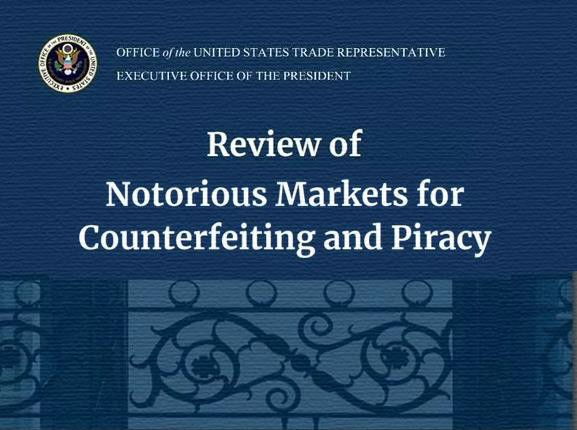 OFFICE of the UNITED STATES TRADE REPRESENTATIVE
EXECUTIVE OFFICE OF THE PRESIDENT
Review of
Notorious Markets for
Counterfeiting and Piracy